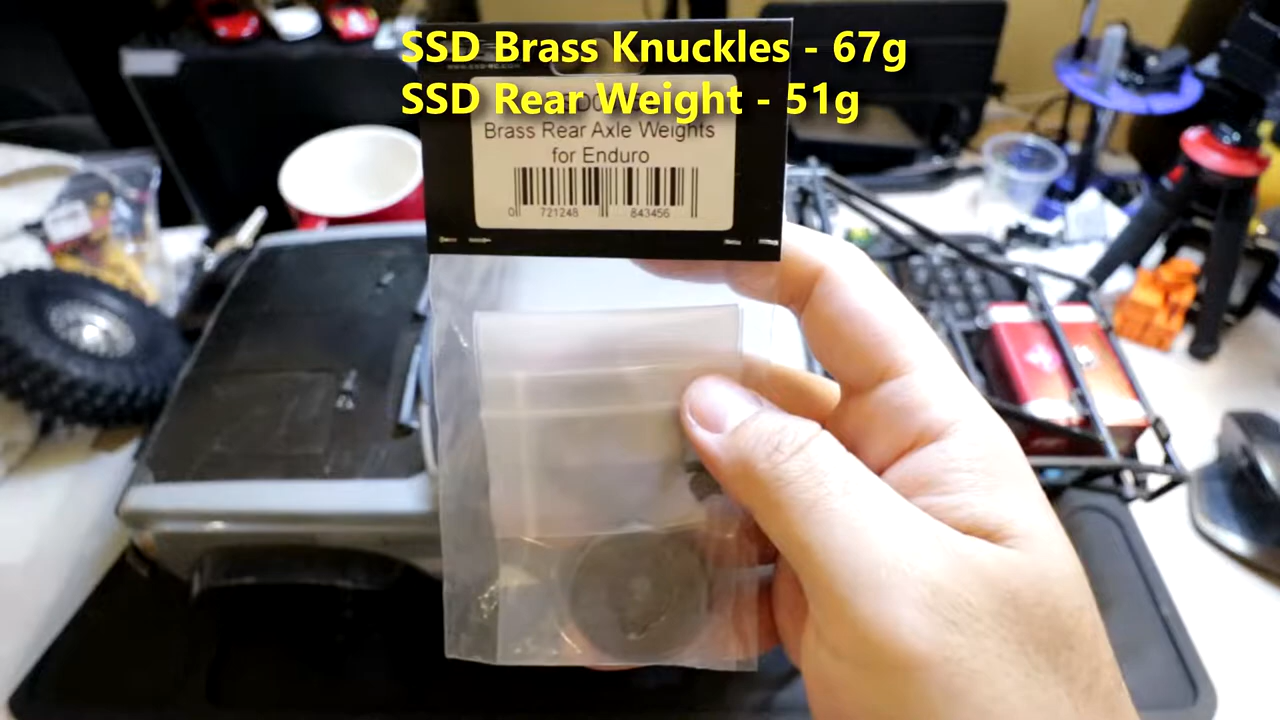 SSD Brass Knuckles - 67g
SSD Rear Weight - 51g
Brass Rear Axle Weights
for Enduro
0 721248 843456